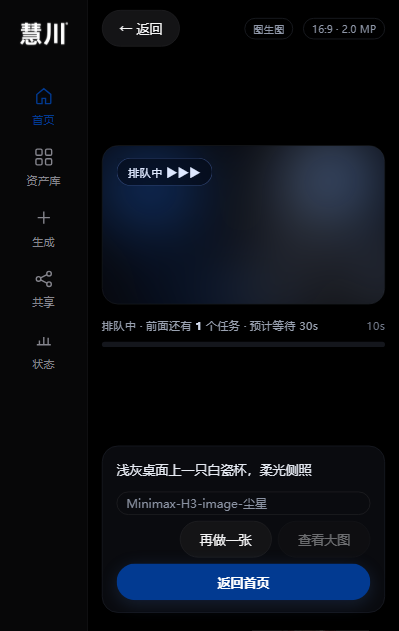 慧川
← 返回
图生图
16:9 · 2.0 MP
首页
资产库
生成
共享
状态
排队中 ▶▶▶
排队中 · 前面还有 1 个任务 · 预计等待 30s
10s
浅灰桌面上一只白瓷杯，柔光侧照
Minimax-H3-image-尘星
再做一张
查看大图
返回首页